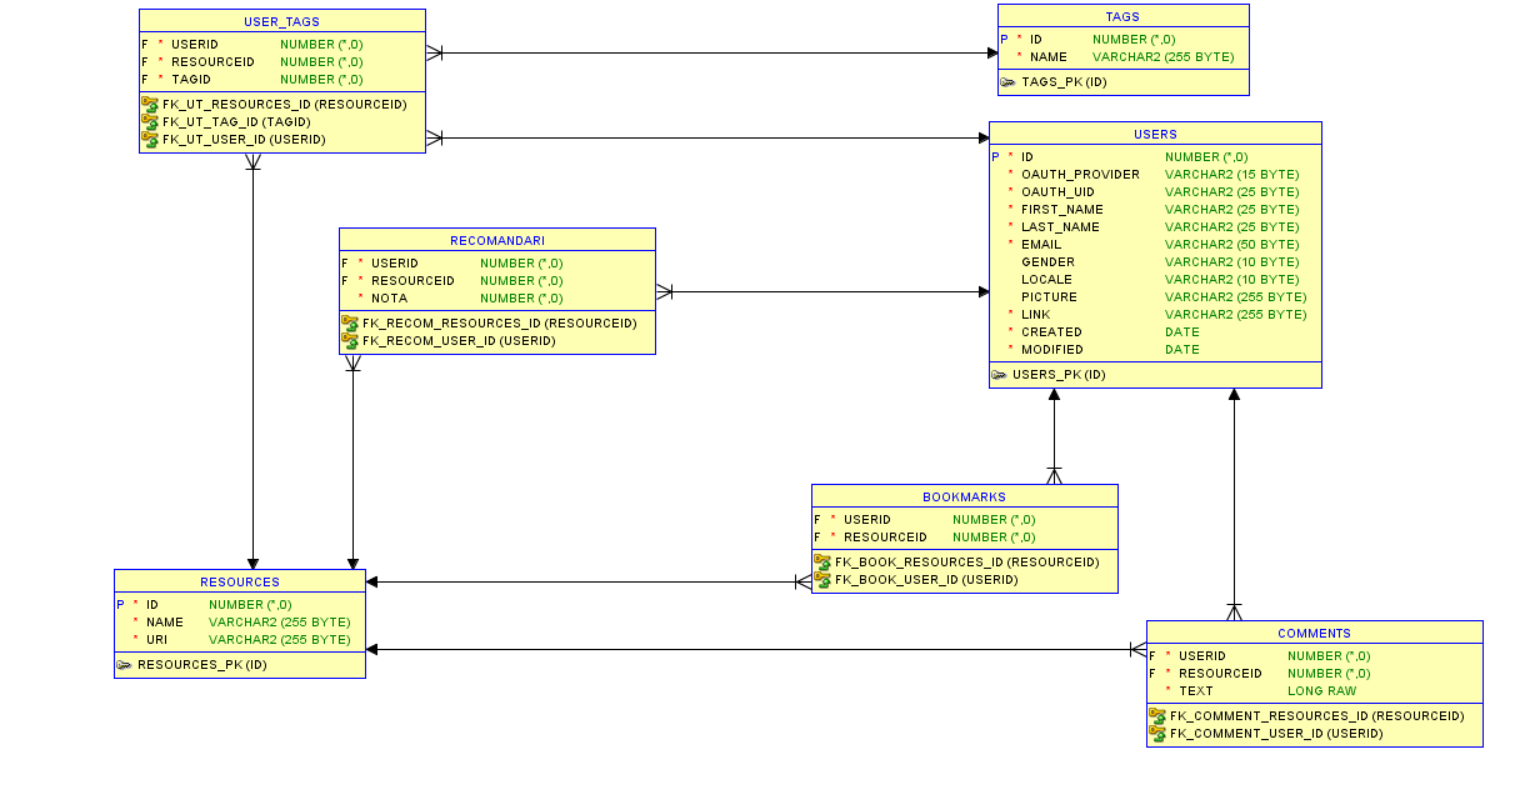 USER_TAGS
F * USERID NUMBER (*,0)
F * RESOURCEID NUMBER (*,0)
F * TAGID NUMBER (*,0)
FK_UT_RESOURCES_ID (RESOURCEID)
FK_UT_TAG_ID (TAGID)
FK_UT_USER_ID (USERID)
TAGS
P * ID NUMBER (*,0)
* NAME VARCHAR2 (255 BYTE)
TAGS_PK (ID)
USERS
P * ID NUMBER (*,0)
* OAUTH_PROVIDER VARCHAR2 (15 BYTE)
* OAUTH_UID VARCHAR2 (25 BYTE)
* FIRST_NAME VARCHAR2 (25 BYTE)
* LAST_NAME VARCHAR2 (25 BYTE)
* EMAIL VARCHAR2 (50 BYTE)
GENDER VARCHAR2 (10 BYTE)
LOCALE VARCHAR2 (10 BYTE)
PICTURE VARCHAR2 (255 BYTE)
* LINK VARCHAR2 (255 BYTE)
* CREATED DATE
* MODIFIED DATE
USERS_PK (ID)
RECOMANDARI
F * USERID NUMBER (*,0)
F * RESOURCEID NUMBER (*,0)
* NOTA NUMBER (*,0)
FK_RECOM_RESOURCES_ID (RESOURCEID)
FK_RECOM_USER_ID (USERID)
BOOKMARKS
F * USERID NUMBER (*,0)
F * RESOURCEID NUMBER (*,0)
FK_BOOK_RESOURCES_ID (RESOURCEID)
FK_BOOK_USER_ID (USERID)
RESOURCES
P * ID NUMBER (*,0)
* NAME VARCHAR2 (255 BYTE)
* URI VARCHAR2 (255 BYTE)
RESOURCES_PK (ID)
COMMENTS
F * USERID NUMBER (*,0)
F * RESOURCEID NUMBER (*,0)
* TEXT LONG RAW
FK_COMMENT_RESOURCES_ID (RESOURCEID)
FK_COMMENT_USER_ID (USERID)